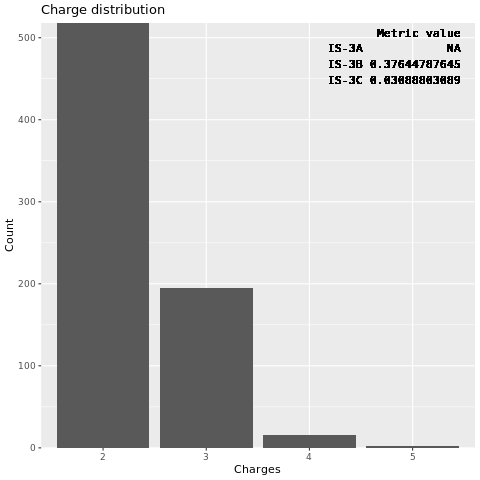 Charge distribution
Metric value
IS-3A NA
IS-3B 0.37644787645
IS-3C 0.03088803089
500
400
300
200
100
0
Count
2 3 4 5
Charges